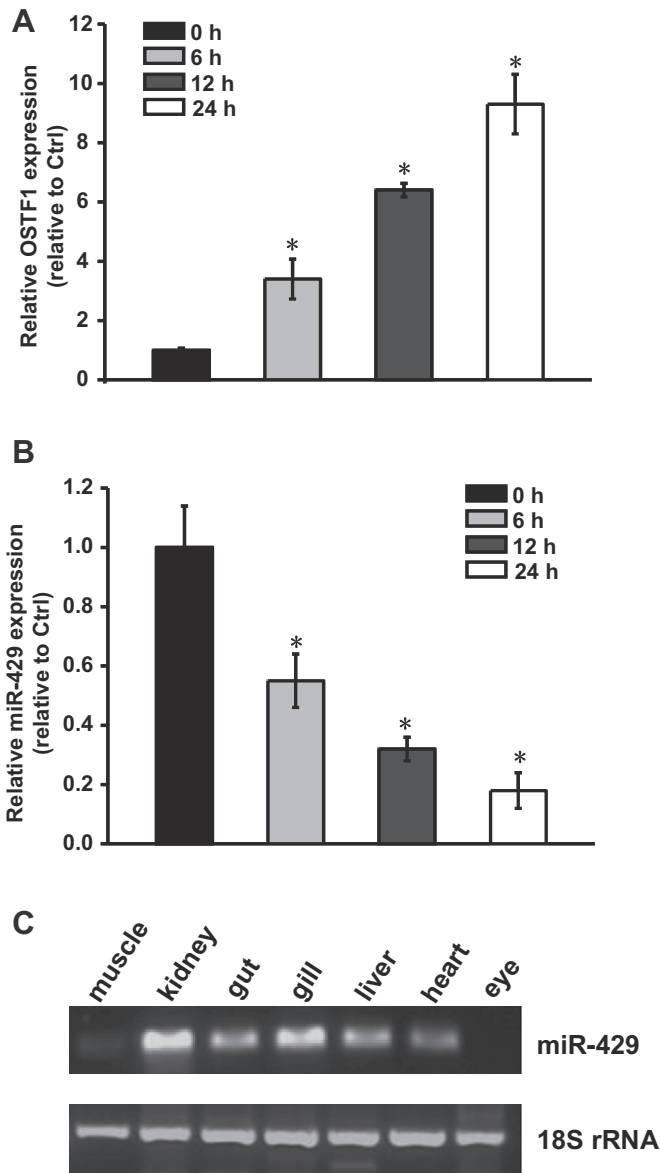 A
Relative OSTF1 expression
(relative to Ctrl)
12
10
8
6
4
2
0
0 h
6 h
12 h
24 h
*
*
*
B
Relative miR-429 expression
(relative to Ctrl)
1.2
1.0
0.8
0.6
0.4
0.2
0.0
0 h
6 h
12 h
24 h
*
*
*
C
muscle
kidney
gut
gill
liver
heart
eye
miR-429
18S rRNA